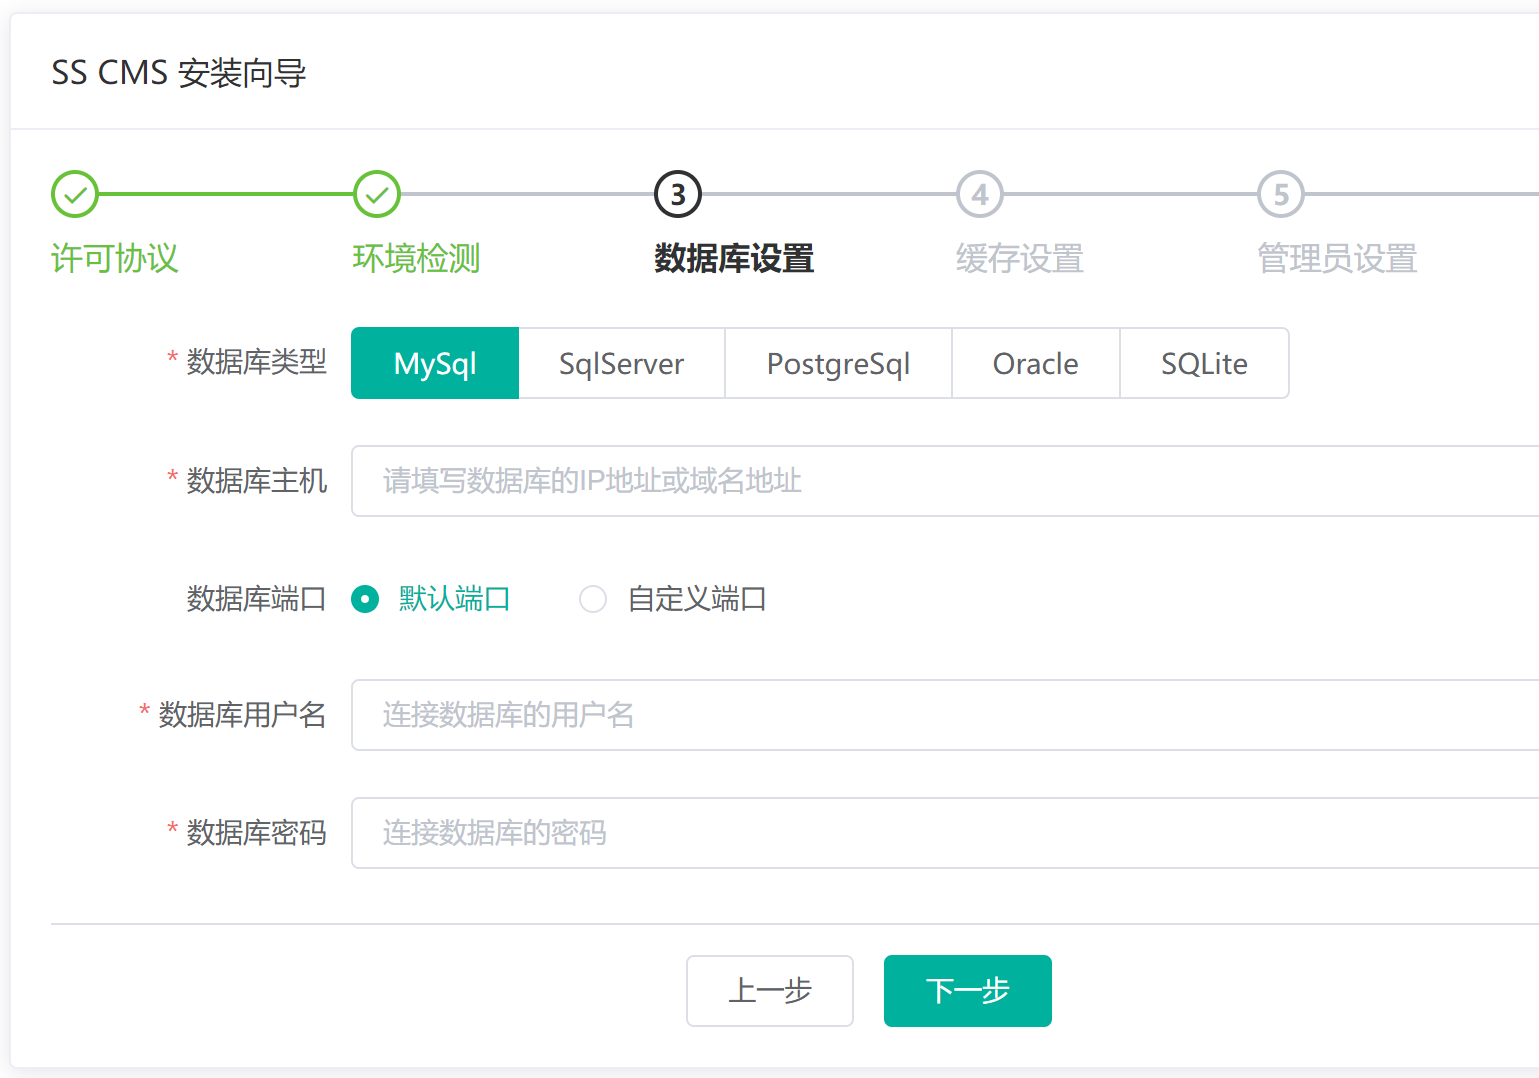 SS CMS 安装向导
3 4 5
许可协议 环境检测 数据库设置 缓存设置 管理员设置
* 数据库类型 MySql SqlServer PostgreSql Oracle SQLite
* 数据库主机 请填写数据库的IP地址或域名地址
数据库端口 默认端口 自定义端口
* 数据库用户名 连接数据库的用户名
* 数据库密码 连接数据库的密码
上一步 下一步